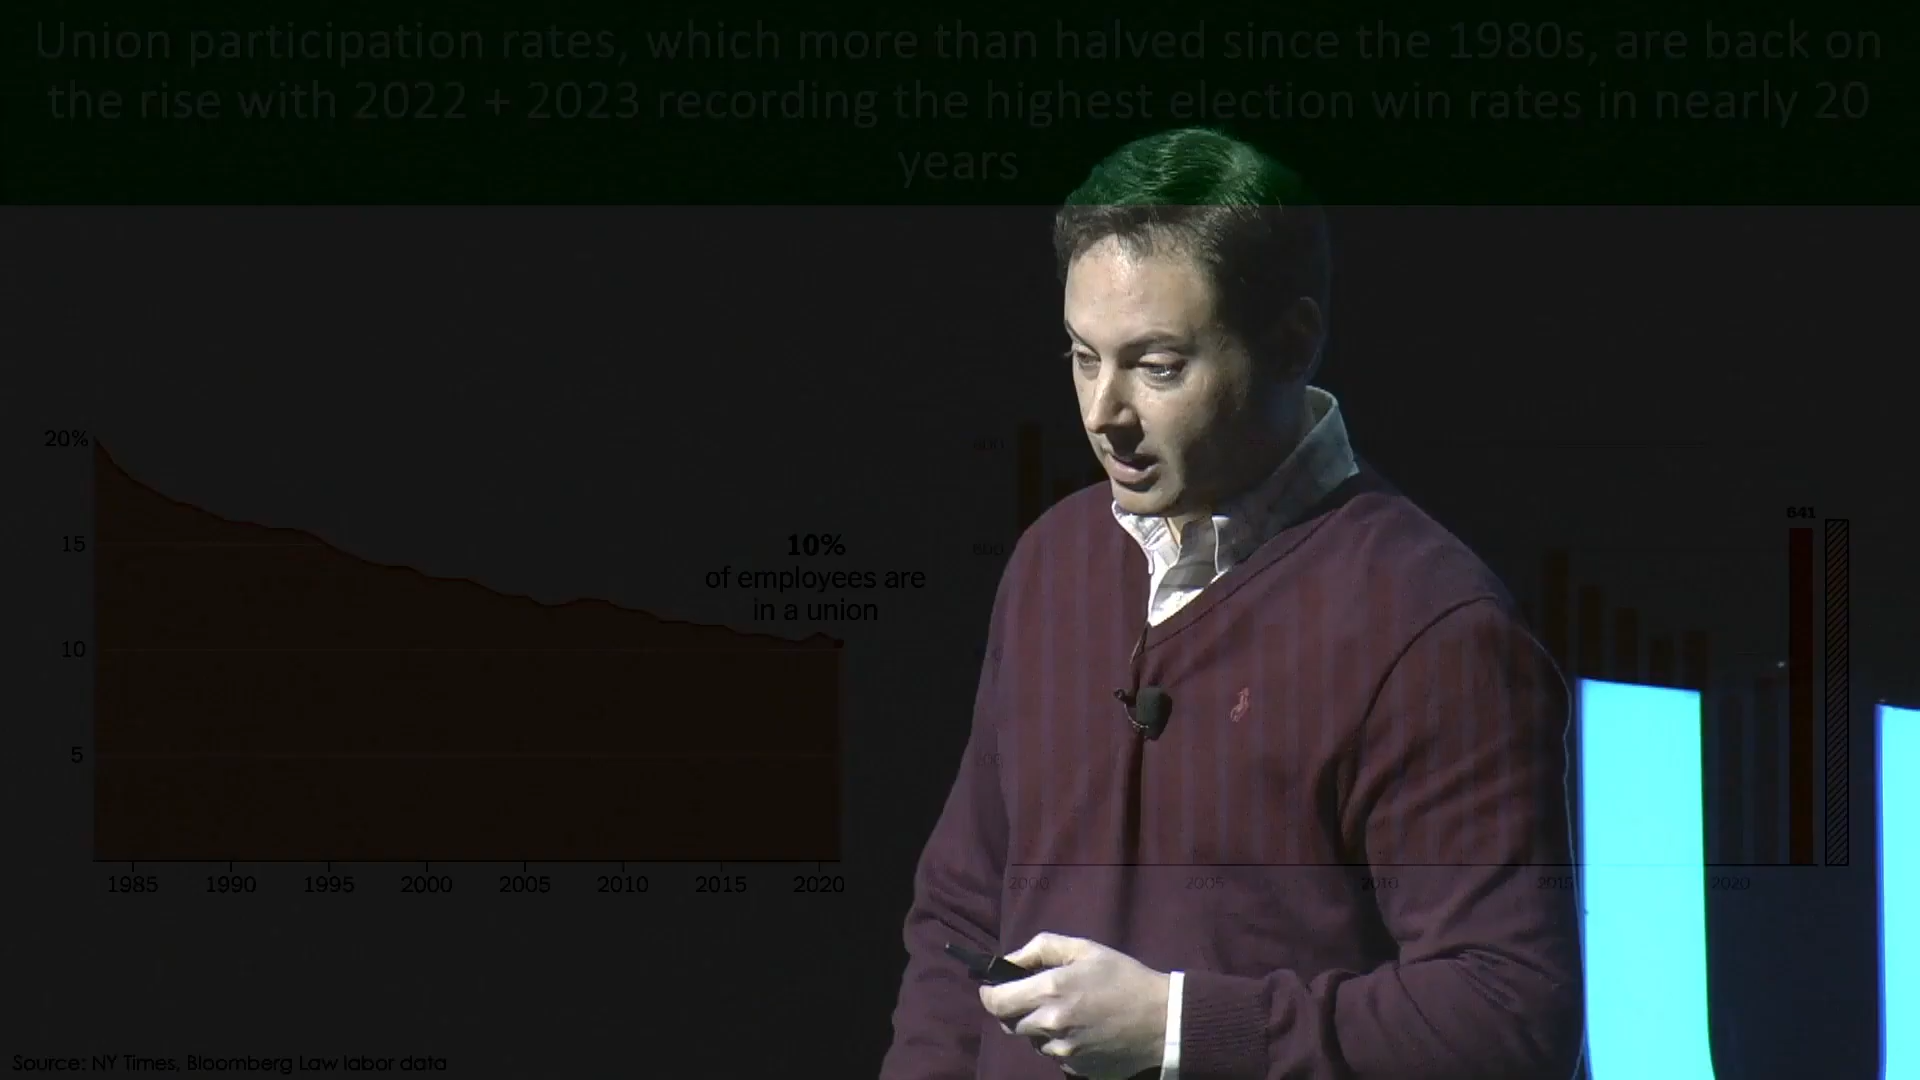 Union participation rates, which more than halved since the 1980s, are back on
the rise with 2022 + 2023 recording the highest election win rates in nearly 20
years
20%
15
10
5
10%
of employees are
in a union
1985 1990 1995 2000 2005 2010 2015 2020
800
600
641
2000 2005 2010 2015 2020
Source: NY Times, Bloomberg Law labor data